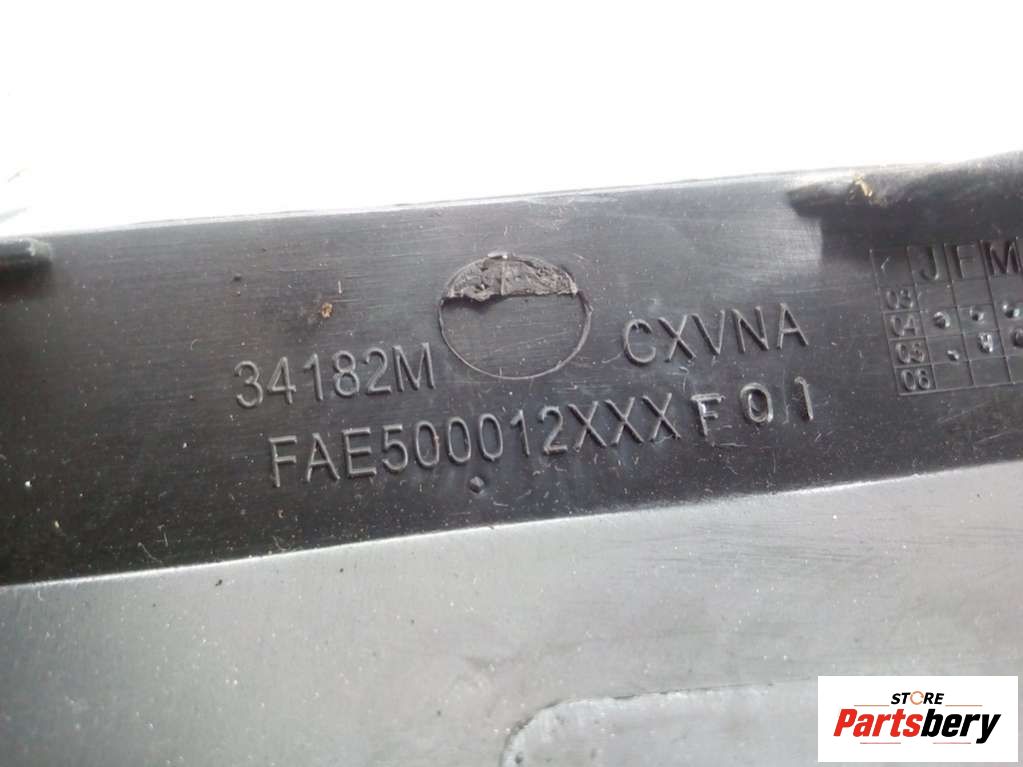 34182M CXVNA
FAE500012XXXF01
J F M
03
04
05
06
STORE
Partsbery